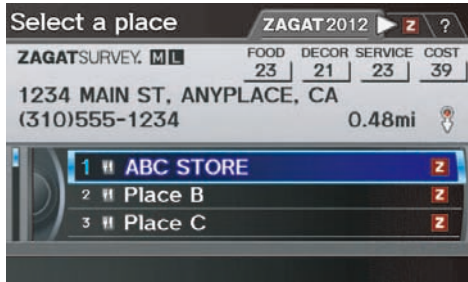 Select a place ZAGAT2012 Z ?
ZAGATSURVEY. M L FOOD DECOR SERVICE COST
23 21 23 39
1234 MAIN ST, ANYPLACE, CA
(310)555-1234 0.48mi
1 ABC STORE Z
2 Place B Z
3 Place C Z